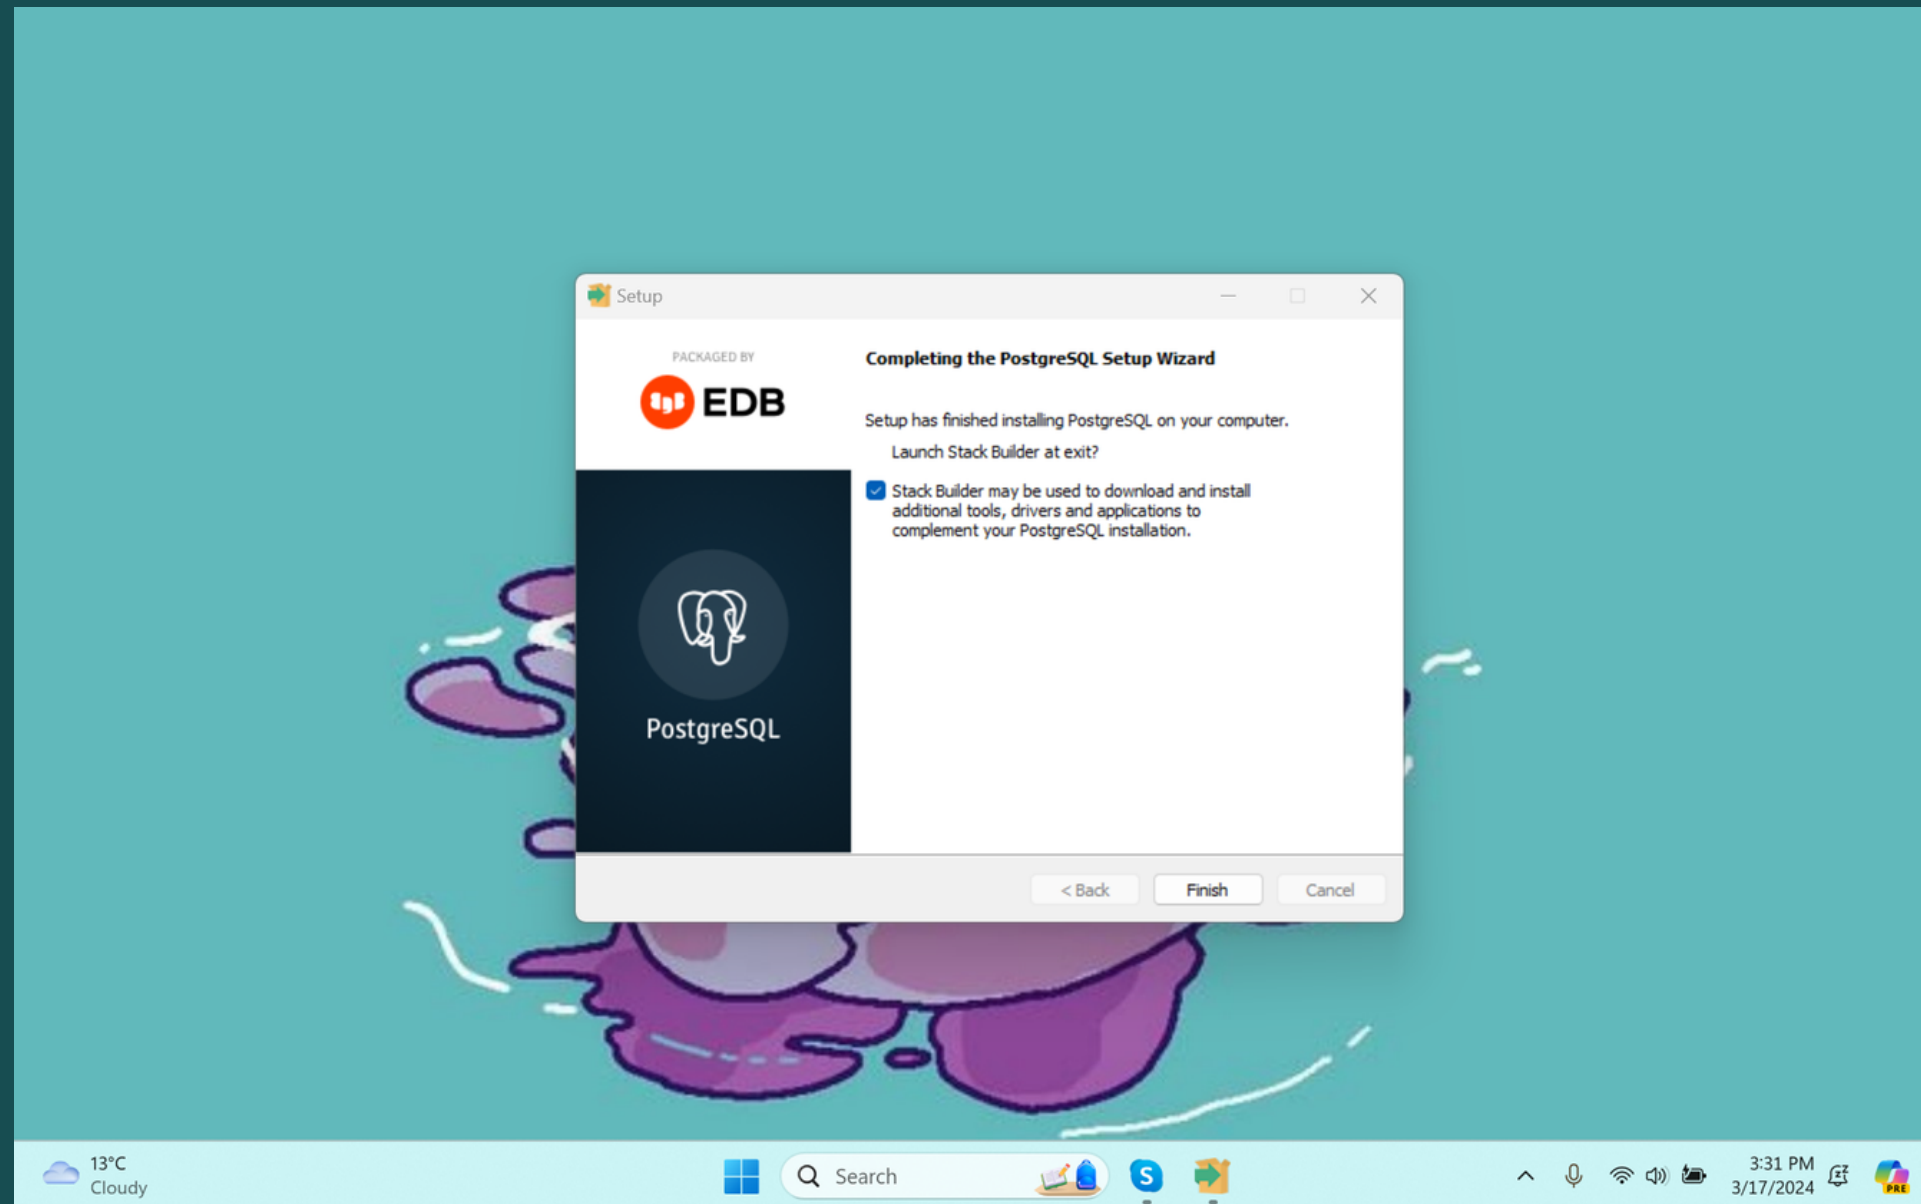 Setup
PACKAGED BY
EDB
PostgreSQL
Completing the PostgreSQL Setup Wizard
Setup has finished installing PostgreSQL on your computer.
Launch Stack Builder at exit?
Stack Builder may be used to download and install
additional tools, drivers and applications to
complement your PostgreSQL installation.
< Back
Finish
Cancel
13°C
Cloudy
Search
S
3:31 PM
3/17/2024
PRE